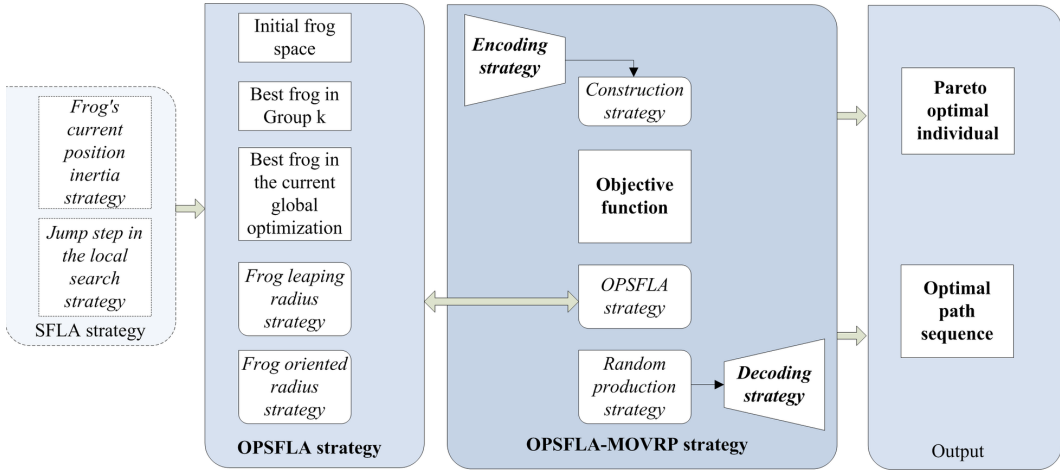 Frog's
current
position
inertia
strategy
Jump step in
the local
search
strategy
SFLA strategy
Initial frog
space
Best frog in
Group k
Best frog in
the current
global
optimization
Frog leaping
radius
strategy
Frog oriented
radius
strategy
OPSFLA strategy
Encoding
strategy
Construction
strategy
Objective
function
OPSFLA
strategy
Random
production
strategy
Decoding
strategy
OPSFLA-MOVRP strategy
Pareto
optimal
individual
Optimal
path
sequence
Output